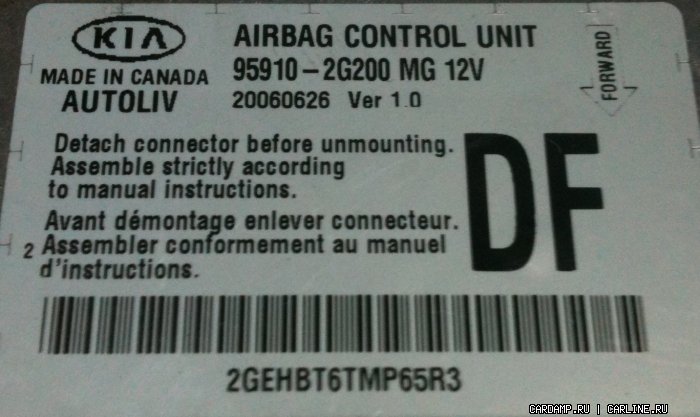 KIA
AIRBAG CONTROL UNIT
MADE IN CANADA
95910-2G200 MG 12V
AUTOLIV
20060626 Ver 1.0
FORWARD
Detach connector before unmounting.
Assemble strictly according
to manual instructions.
DF
Avant démontage enlever connecteur.
2 Assembler conformement au manuel
d'instructions.
2GEHBT6TMP65R3
CARDAMP.RU | CARLINE.RU